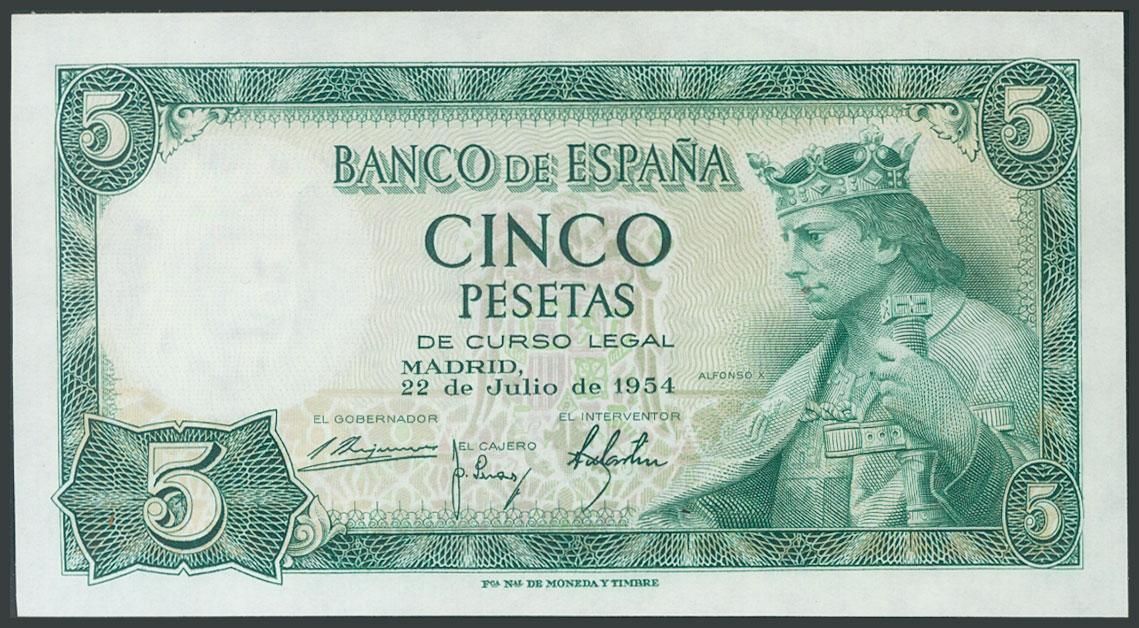 5
5
BANCO DE ESPAÑA
CINCO
PESETAS
DE CURSO LEGAL
MADRID,
22 de Julio de 1954
ALFONSO X
EL GOBERNADOR
EL INTERVENTOR
EL CAJERO
5
5
Fca Nal DE MONEDA Y TIMBRE